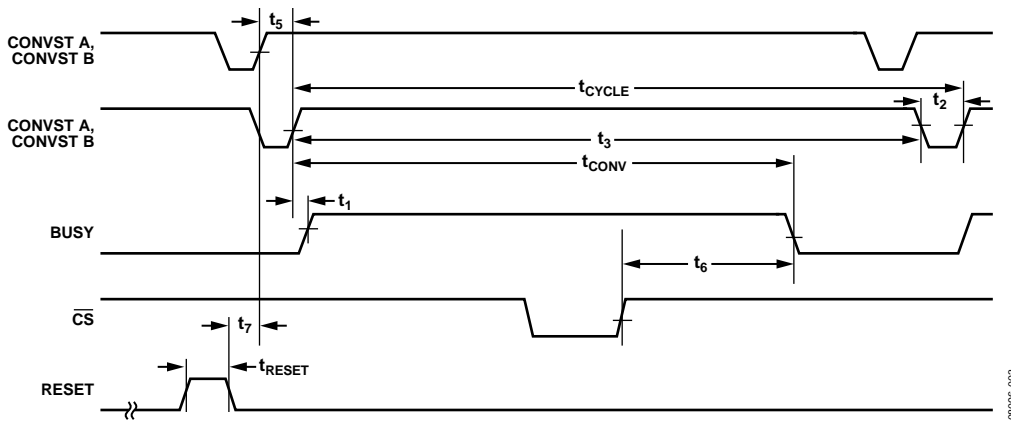 t5
CONVST A,
CONVST B
tCYCLE
t2
CONVST A,
CONVST B
t3
tCONV
t1
BUSY
t6
CS
t7
tRESET
RESET